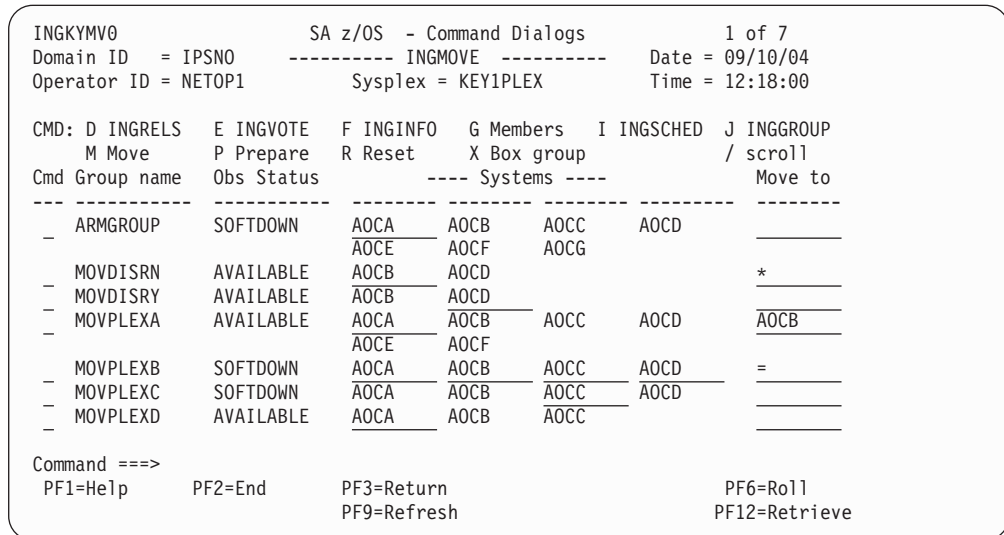 INGKYMV0 SA z/OS - Command Dialogs 1 of 7
Domain ID = IPSNO ---------- INGMOVE ---------- Date = 09/10/04
Operator ID = NETOP1 Sysplex = KEY1PLEX Time = 12:18:00
CMD: D INGRELS E INGVOTE F INGINFO G Members I INGSCHED J INGGROUP
M Move P Prepare R Reset X Box group / scroll
Cmd Group name Obs Status ---- Systems ---- Move to
--- ----------- ----------- -------- -------- -------- --------- --------
_ ARMGROUP SOFTDOWN AOCA AOCB AOCC AOCD ________
AOCE AOCF AOCG
_ MOVDISRN AVAILABLE AOCB AOCD *
_ MOVDISRY AVAILABLE AOCB AOCD ________
_ MOVPLEXA AVAILABLE AOCA AOCB AOCC AOCD AOCB
AOCE AOCF
_ MOVPLEXB SOFTDOWN AOCA AOCB AOCC AOCD =
_ MOVPLEXC SOFTDOWN AOCA AOCB AOCC AOCD ________
_ MOVPLEXD AVAILABLE AOCA AOCB AOCC ________
Command ===>
PF1=Help PF2=End PF3=Return PF6=Roll
PF9=Refresh PF12=Retrieve